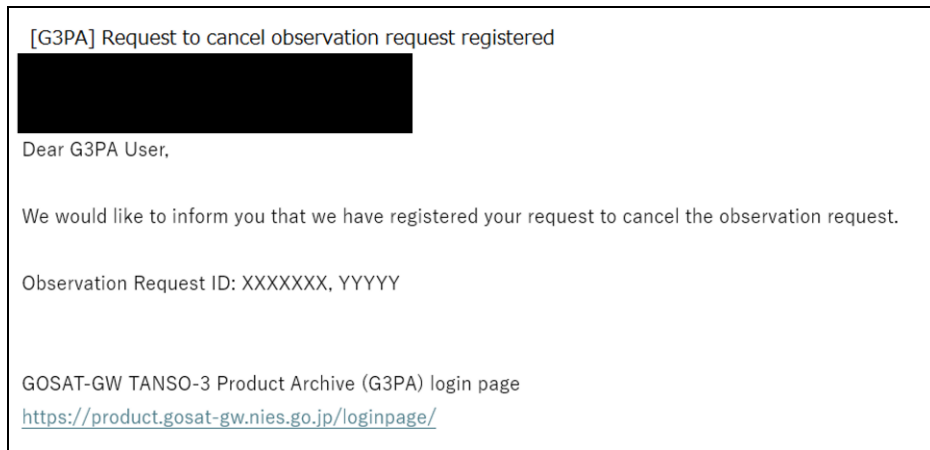 [G3PA] Request to cancel observation request registered
Dear G3PA User,
We would like to inform you that we have registered your request to cancel the observation request.
Observation Request ID: XXXXXXX, YYYYY
GOSAT-GW TANSO-3 Product Archive (G3PA) login page
https://product.gosat-gw.nies.go.jp/loginpage/